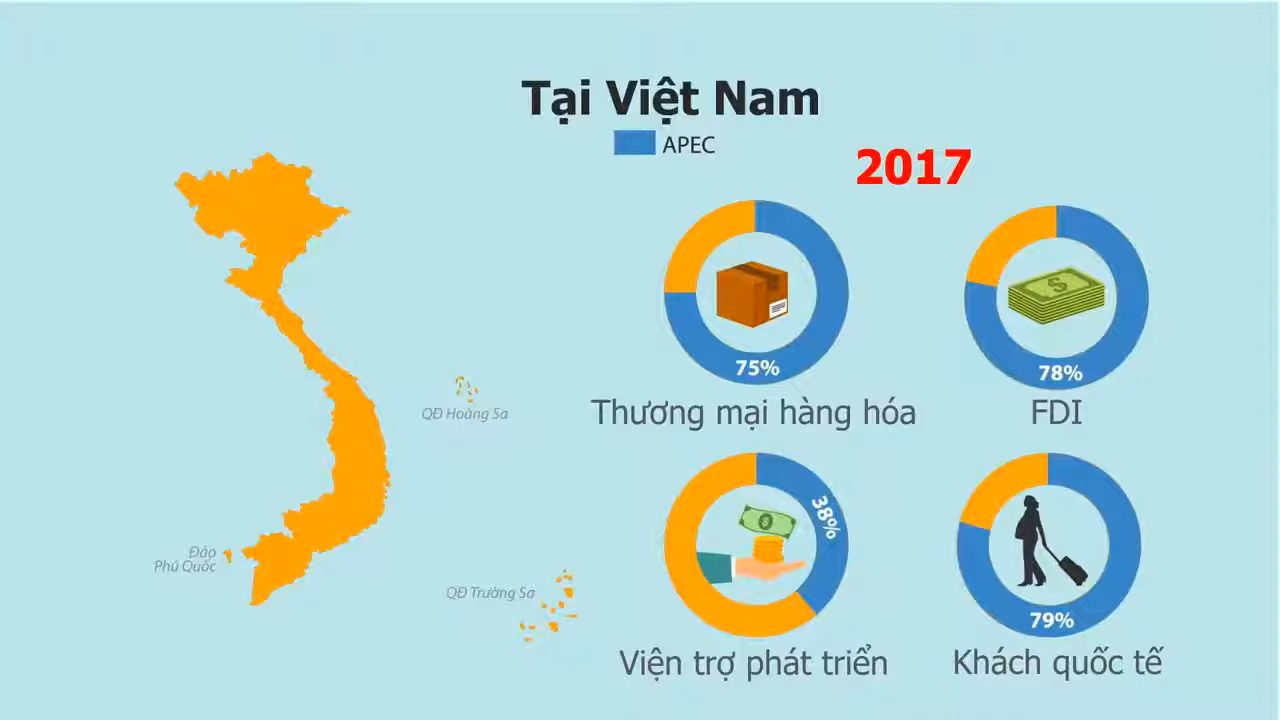 Tại Việt Nam
APEC
2017
75%
Thương mại hàng hóa
78%
FDI
QĐ Hoàng Sa
Đảo
Phú Quốc
QĐ Trường Sa
38%
Viện trợ phát triển
79%
Khách quốc tế